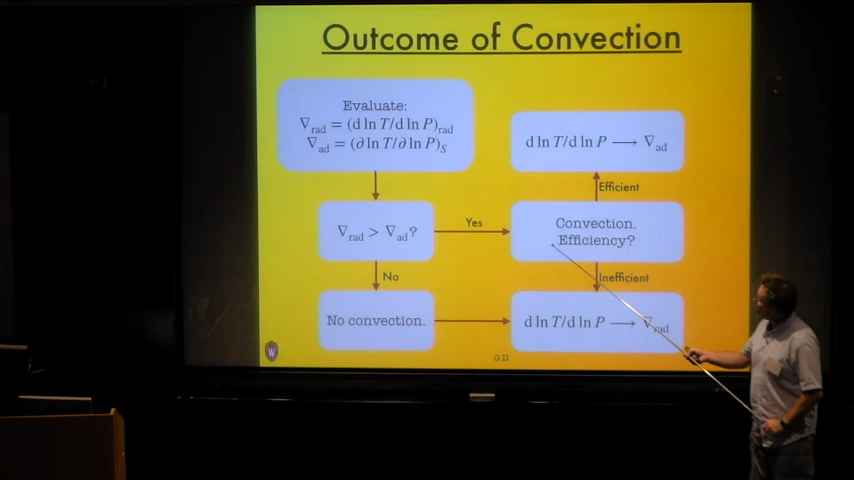 Outcome of Convection
Evaluate:
∇rad = (d ln T/d ln P)rad
∇ad = (∂ ln T/∂ ln P)S
∇rad > ∇ad?
Yes
Convection.
Efficiency?
Efficient
d ln T/d ln P ⟶ ∇ad
Inefficient
No
No convection.
d ln T/d ln P ⟶ ∇rad
W
G.II